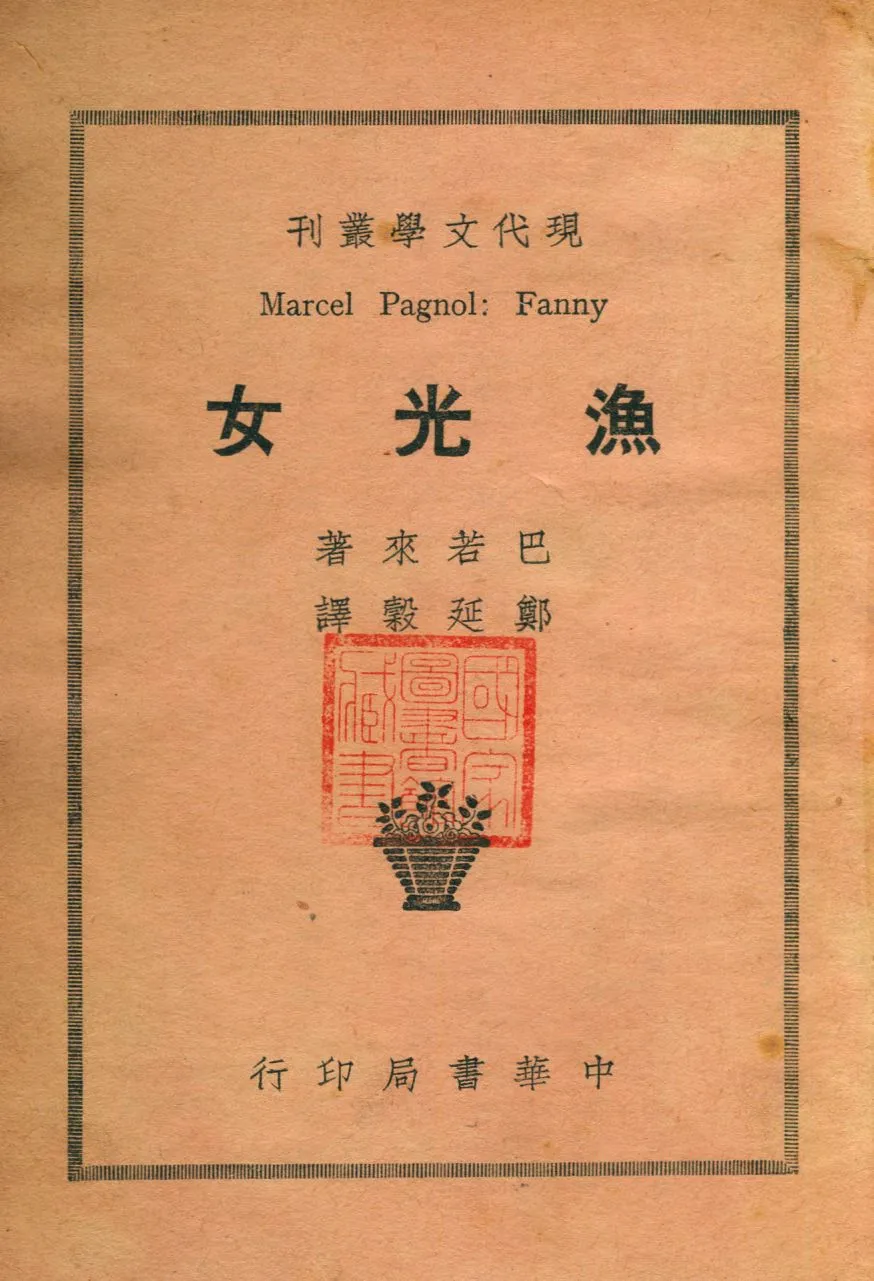 現代文學叢刊
Marcel Pagnol: Fanny
漁光女
巴若來著
鄭延穀譯
國家
圖書館
藏書
中華書局印行